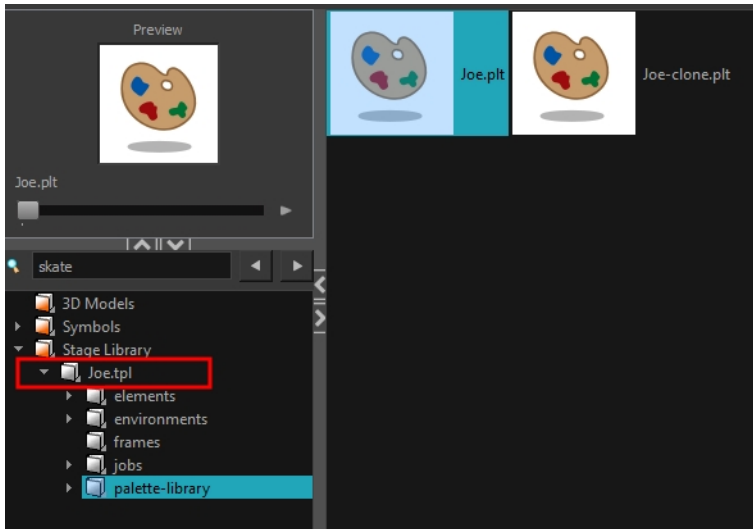 Preview
Joe.plt
skate
3D Models
Symbols
Stage Library
Joe.tpl
elements
environments
frames
jobs
palette-library
Joe.plt
Joe-clone.plt